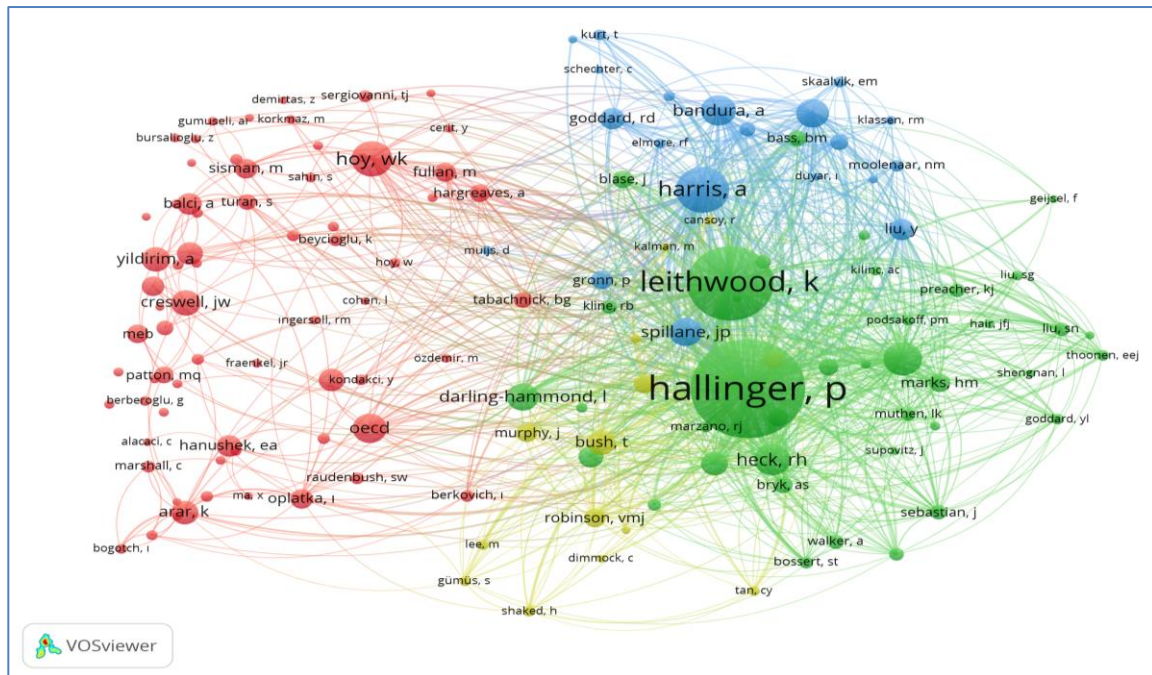 kurt, t
schechter, c
skaalvik, em
demirtas, z
sergiovanni, tj
gumuseli, ai
korkmaz, m
goddard, rd
bandura, a
klassen, rm
bursalioglu, z
cerit, y
elmore, rf
bass, bm
hoy, wk
sisman, m
fullan, m
moolenaar, nm
sahin, s
blase, j
duyar, ı
harris, a
hargreaves, a
balci, a
turan, s
geijsel, f
cansoy, r
liu, y
beycioglu, k
kalman, m
muijs, d
yildirim, a
hoy, w
gronn, p
kilinc, ac
liu, sg
leithwood, k
preacher, kj
creswell, jw
cohen, l
tabachnick, bg
kline, rb
ingersoll, rm
podsakoff, pm
hair. jfj
liu, sn
meb
spillane, jp
thoonen, eej
özdemir, m
fraenkel, jr
shengnan, l
patton, mq
kondakcı, y
marks, hm
hallinger, p
berberoglu, g
darling-hammond, l
muthen, lk
goddard, yl
marzano, rj
oecd
murphy, j
alacaci, c
bush, t
hanushek, ea
supovitz, j
heck, rh
marshall, c
raudenbush, sw
bryk, as
ma, x
oplatka, ı
berkovich, ı
arar, k
robinson, vmj
sebastian, j
bogotch, ı
lee, m
walker, a
dimmock, c
bossert, st
gümüs, s
tan, cy
shaked, h
VOSviewer